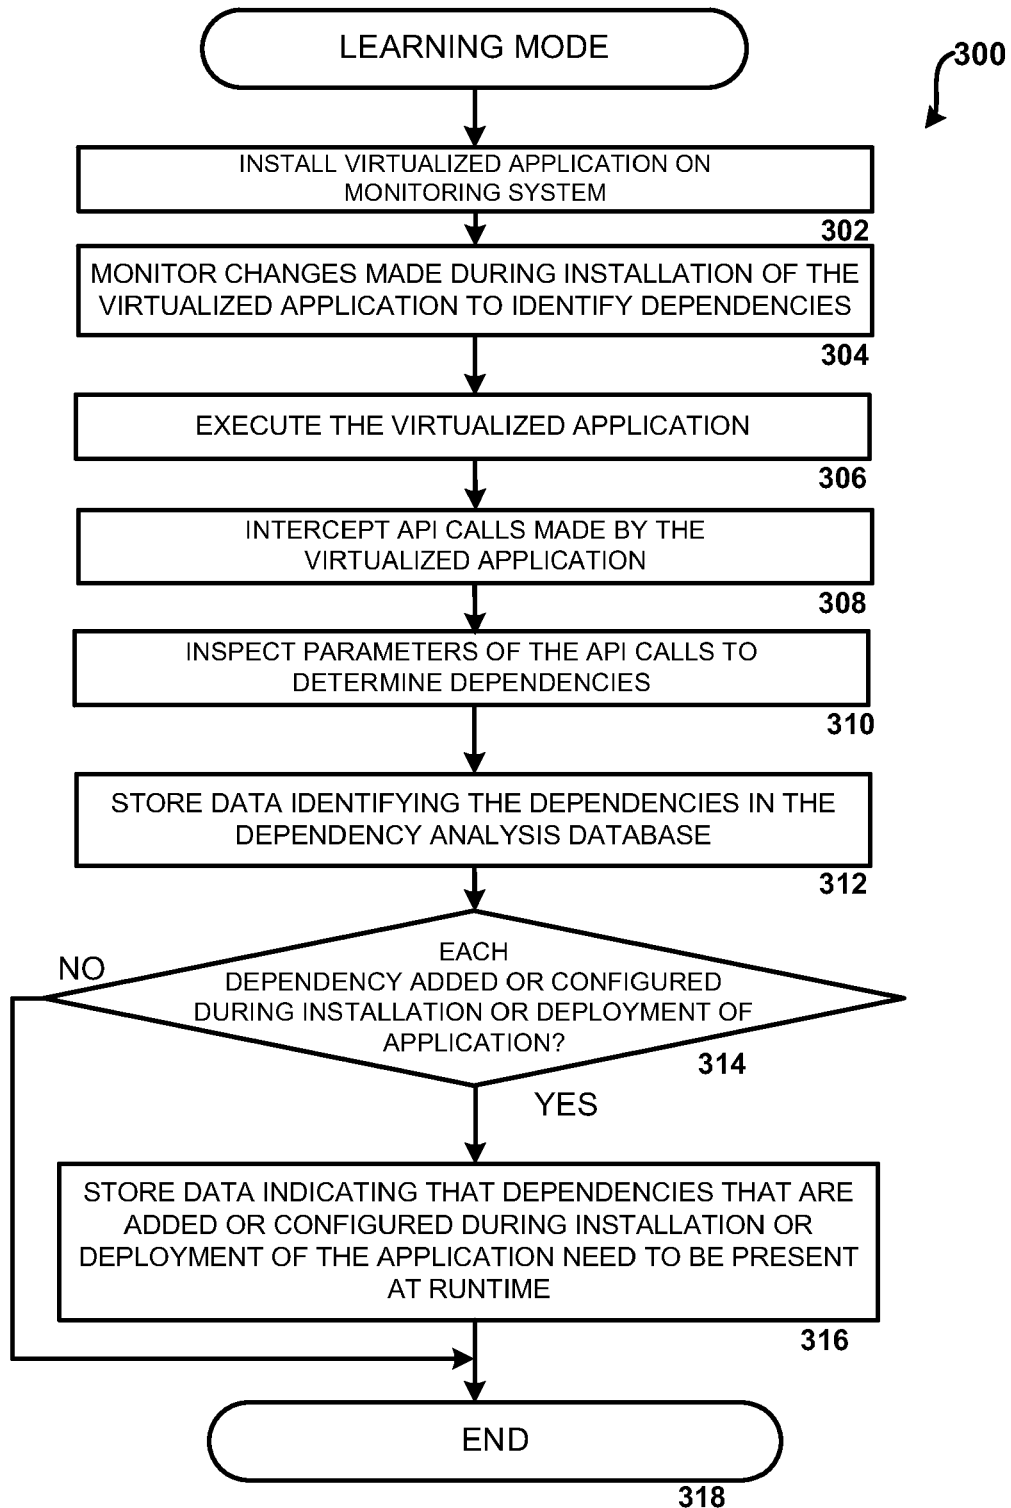 LEARNING MODE
300
INSTALL VIRTUALIZED APPLICATION ON
MONITORING SYSTEM
302
MONITOR CHANGES MADE DURING INSTALLATION OF THE
VIRTUALIZED APPLICATION TO IDENTIFY DEPENDENCIES
304
EXECUTE THE VIRTUALIZED APPLICATION
306
INTERCEPT API CALLS MADE BY THE
VIRTUALIZED APPLICATION
308
INSPECT PARAMETERS OF THE API CALLS TO
DETERMINE DEPENDENCIES
310
STORE DATA IDENTIFYING THE DEPENDENCIES IN THE
DEPENDENCY ANALYSIS DATABASE
312
NO
EACH
DEPENDENCY ADDED OR CONFIGURED
DURING INSTALLATION OR DEPLOYMENT OF
APPLICATION?
314
YES
STORE DATA INDICATING THAT DEPENDENCIES THAT ARE
ADDED OR CONFIGURED DURING INSTALLATION OR
DEPLOYMENT OF THE APPLICATION NEED TO BE PRESENT
AT RUNTIME
316
END
318